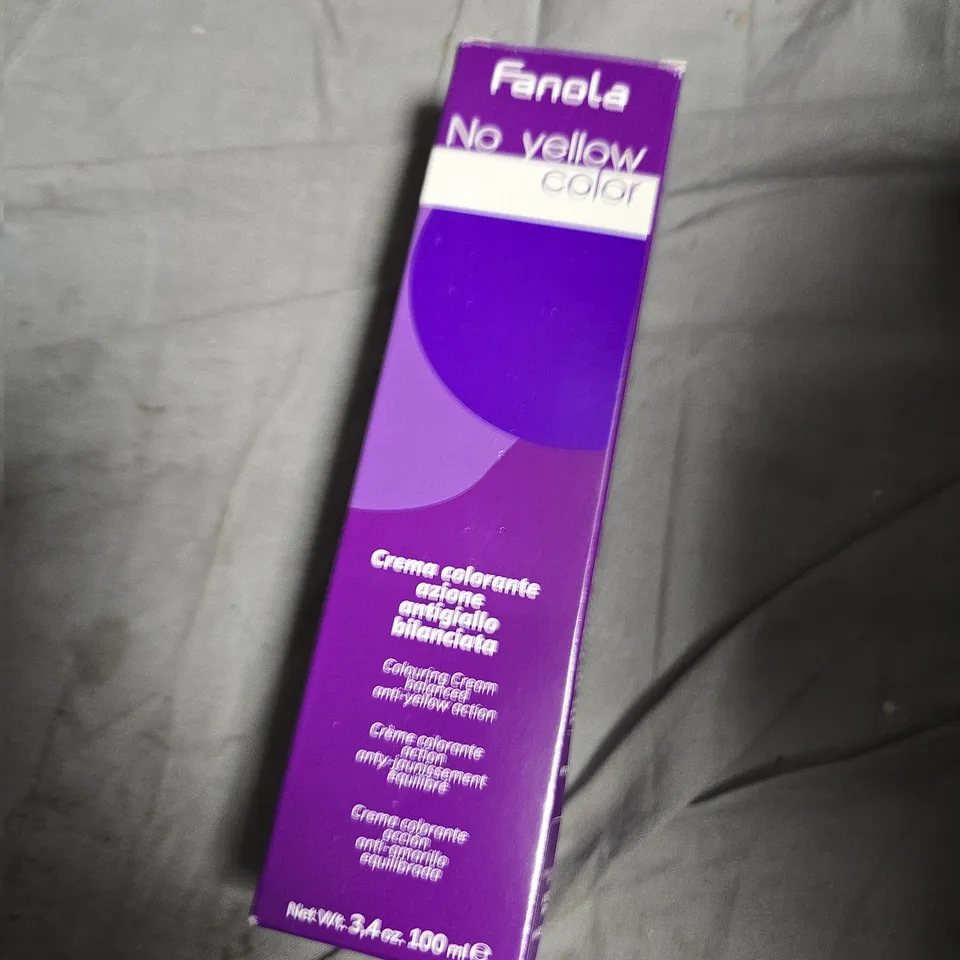 Fanola
No yellow
color
Crema colorante
azione
antigiallo
bilanciata
Colouring Cream
balanced
anti-yellow action
Crème colorante
action
anty-jaunissement
équilibré
Crema colorante
acción
anti-amarillo
equilibrada
Net Wt. 3,4 oz. 100 ml ℮